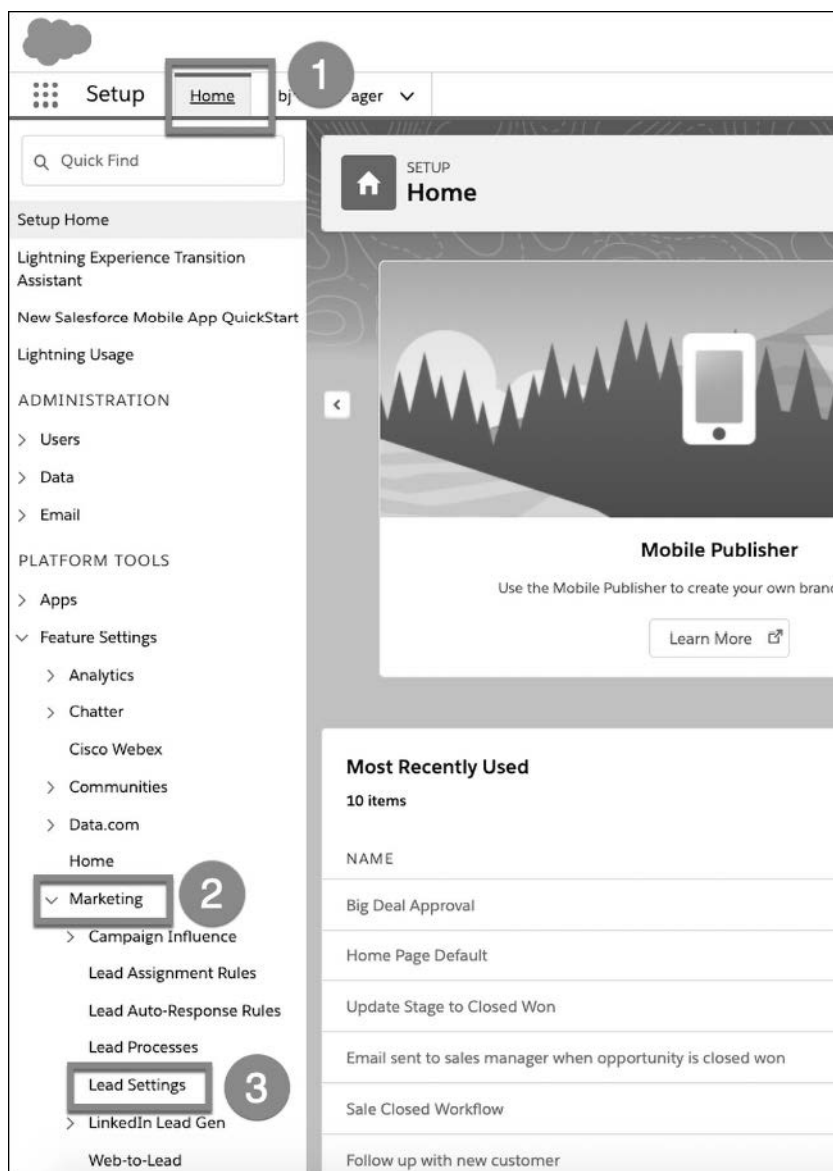 1
Setup Home bj ager
Quick Find
SETUP
Home
Setup Home
Lightning Experience Transition
Assistant
New Salesforce Mobile App QuickStart
Lightning Usage
ADMINISTRATION
Users
Data
Email
PLATFORM TOOLS
Apps
Feature Settings
Analytics
Chatter
Cisco Webex
Communities
Data.com
Home
Marketing 2
Campaign Influence
Lead Assignment Rules
Lead Auto-Response Rules
Lead Processes
Lead Settings 3
LinkedIn Lead Gen
Web-to-Lead
Mobile Publisher
Use the Mobile Publisher to create your own bran
Learn More
Most Recently Used
10 items
NAME
Big Deal Approval
Home Page Default
Update Stage to Closed Won
Email sent to sales manager when opportunity is closed won
Sale Closed Workflow
Follow up with new customer